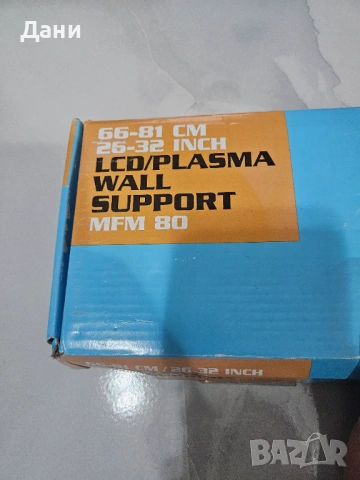 Дани
66-81 CM
26-32 INCH
LCD/PLASMA
WALL
SUPPORT
MFM 80
CM / 26-32 INCH
BAZAR